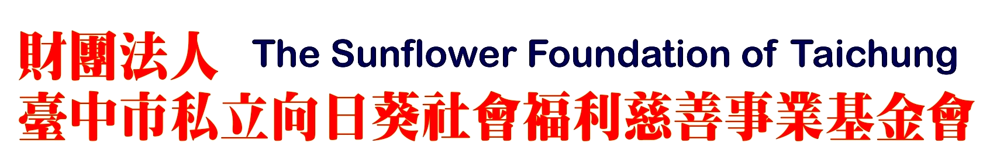 財團法人 The Sunflower Foundation of Taichung
臺中市私立向日葵社會福利慈善事業基金會